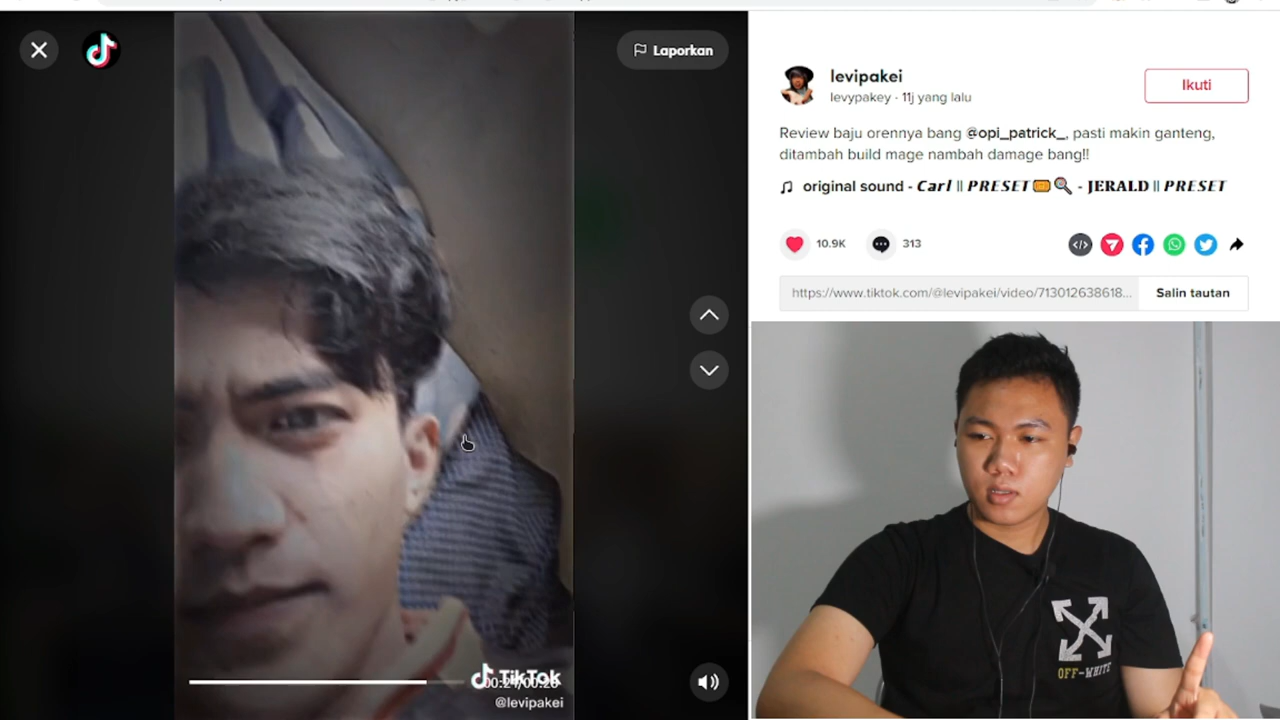 Laporkan
levipakei
levypakey · 11j yang lalu
Ikuti
Review baju orennya bang @opi_patrick_, pasti makin ganteng,
ditambah build mage nambah damage bang!!
original sound - Carl || PRESET🎫🔍 - JERALD || PRESET
10.9K
313
https://www.tiktok.com/@levipakei/video/713012638618...
Salin tautan
TikTok
@levipakei
OFF-WHITE